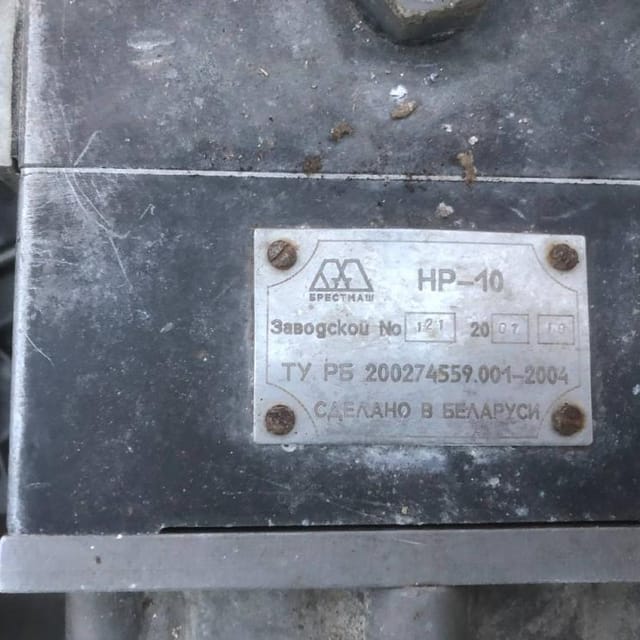 БРЕСТМАШ
НР-10
Заводской No 121 20 07 10
ТУ РБ 200274559.001-2004
СДЕЛАНО В БЕЛАРУСИ